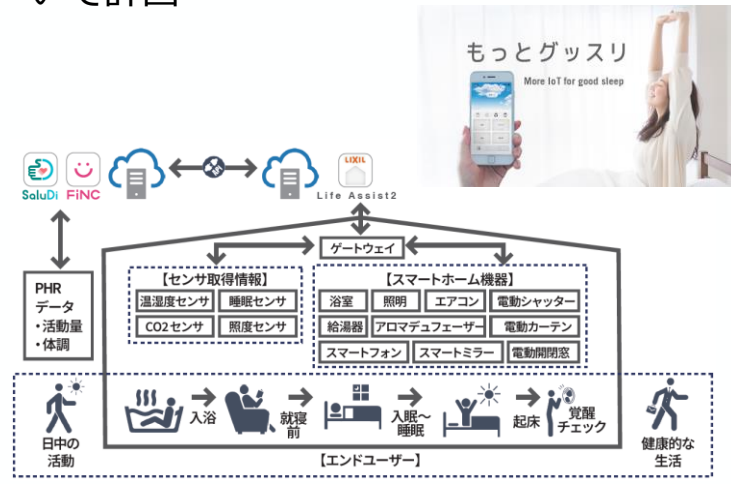 もっとグッスリ
More IoT for good sleep
SaluDi FiNC
LIXIL
Life Assist2
ゲートウェイ
PHR
データ
・活動量
・体調
【センサ取得情報】
温湿度センサ 睡眠センサ
CO2センサ 照度センサ
【スマートホーム機器】
浴室 照明 エアコン 電動シャッター
給湯器 アロマデュフェーザー 電動カーテン
スマートフォン スマートミラー 電動開閉窓
日中の
活動
入浴
就寝
前
入眠～
睡眠
起床
覚醒
チェック
健康的な
生活
【エンドユーザー】